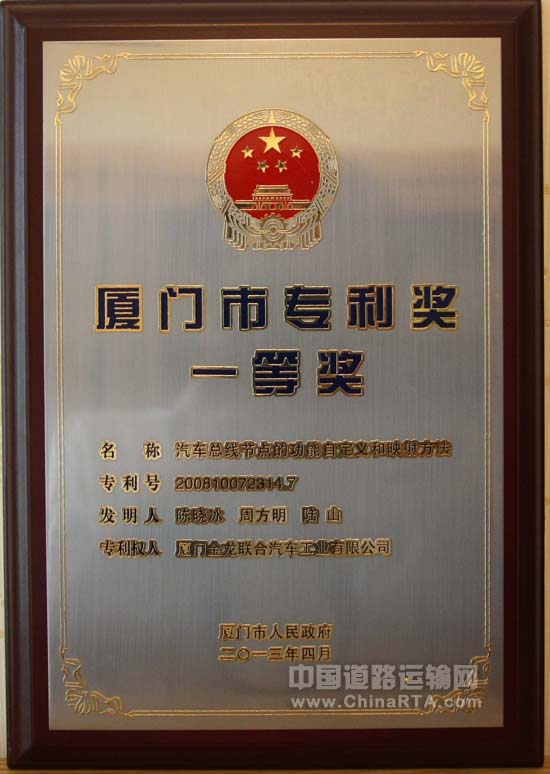 厦门市专利奖
一等奖
名 称 汽车总线节点的功能自定义和映射方法
专利号 200810072314.7
发明人 陈晓冰 周方明 陆山
专利权人 厦门金龙联合汽车工业有限公司
厦门市人民政府
二〇一三年四月
中国道路运输网
www.ChinaRTA.com